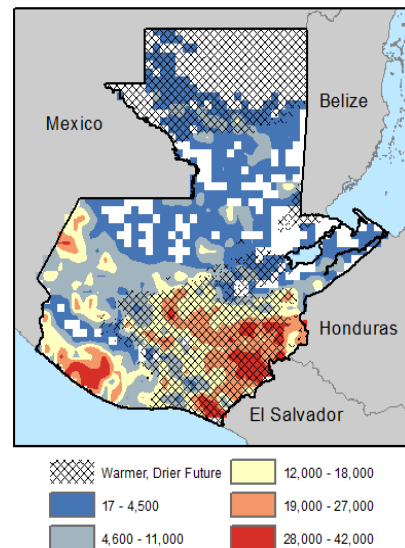 Mexico
Belize
Honduras
El Salvador
Warmer, Drier Future
12,000 - 18,000
17 - 4,500
19,000 - 27,000
4,600 - 11,000
28,000 - 42,000